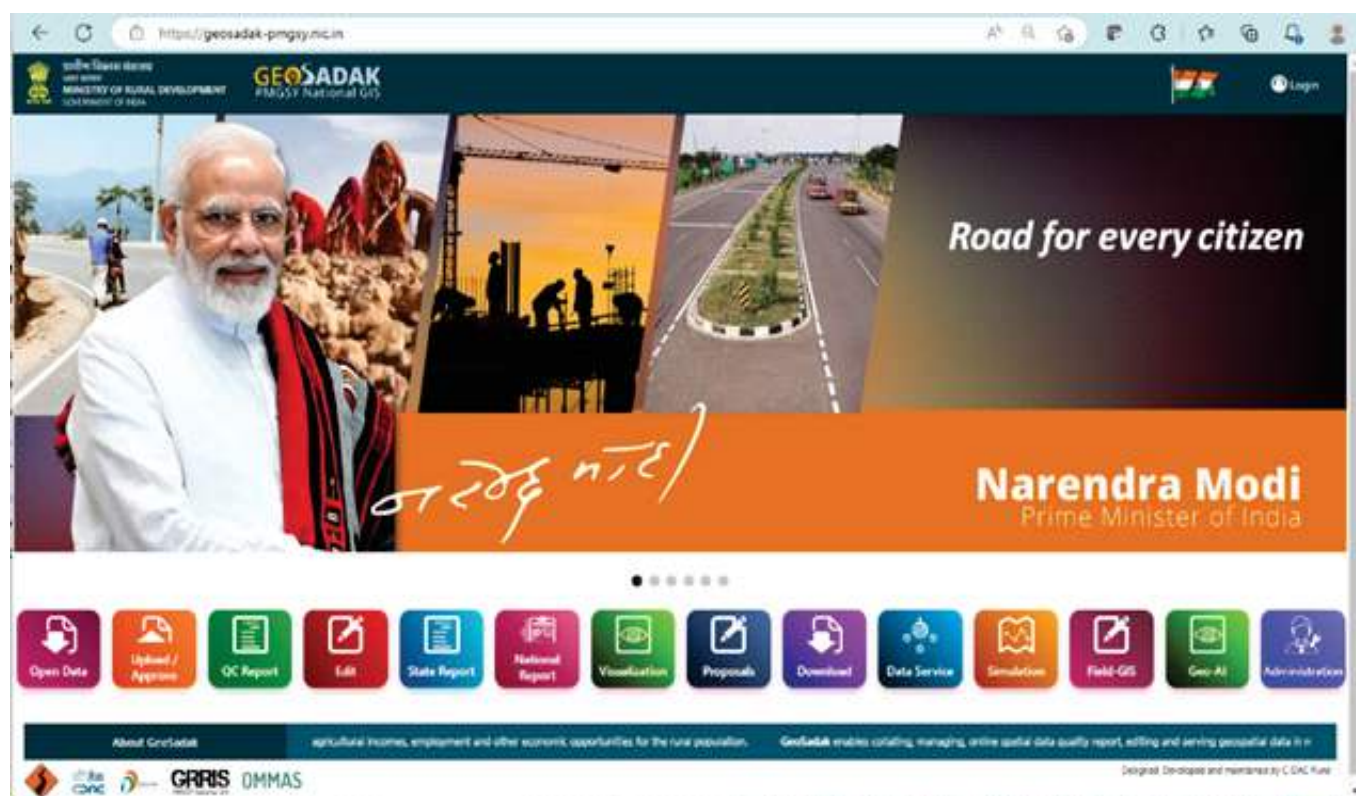 https://geosadak-pmgsy.nic.in
MINISTRY OF RURAL DEVELOPMENT
GOVERNMENT OF INDIA
GEOSADAK
PMGSY National GIS
Login
Road for every citizen
नरेन्द्र मोदी
Narendra Modi
Prime Minister of India
Open Data
Upload / Approve
QC Report
Edit
State Report
National Report
Visualization
Proposals
Download
Data Service
Simulation
Field-GIS
Geo-AI
Administration
About GeoSadak
agricultural incomes, employment and other economic opportunities for the rural population. GeoSadak enables collating, managing, online spatial data quality report, editing and serving geospatial data in
Designed Developed and maintained by C-DAC Pune
GRRIS
OMMAS